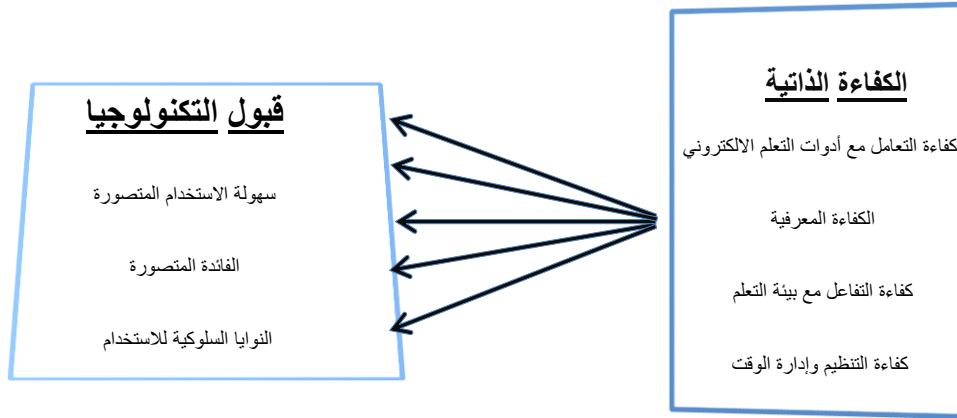 الكفاءة الذاتية
كفاءة التعامل مع أدوات التعلم الالكتروني
الكفاءة المعرفية
كفاءة التفاعل مع بيئة التعلم
كفاءة التنظيم وإدارة الوقت
قبول التكنولوجيا
سهولة الاستخدام المتصورة
الفائدة المتصورة
النوايا السلوكية للاستخدام